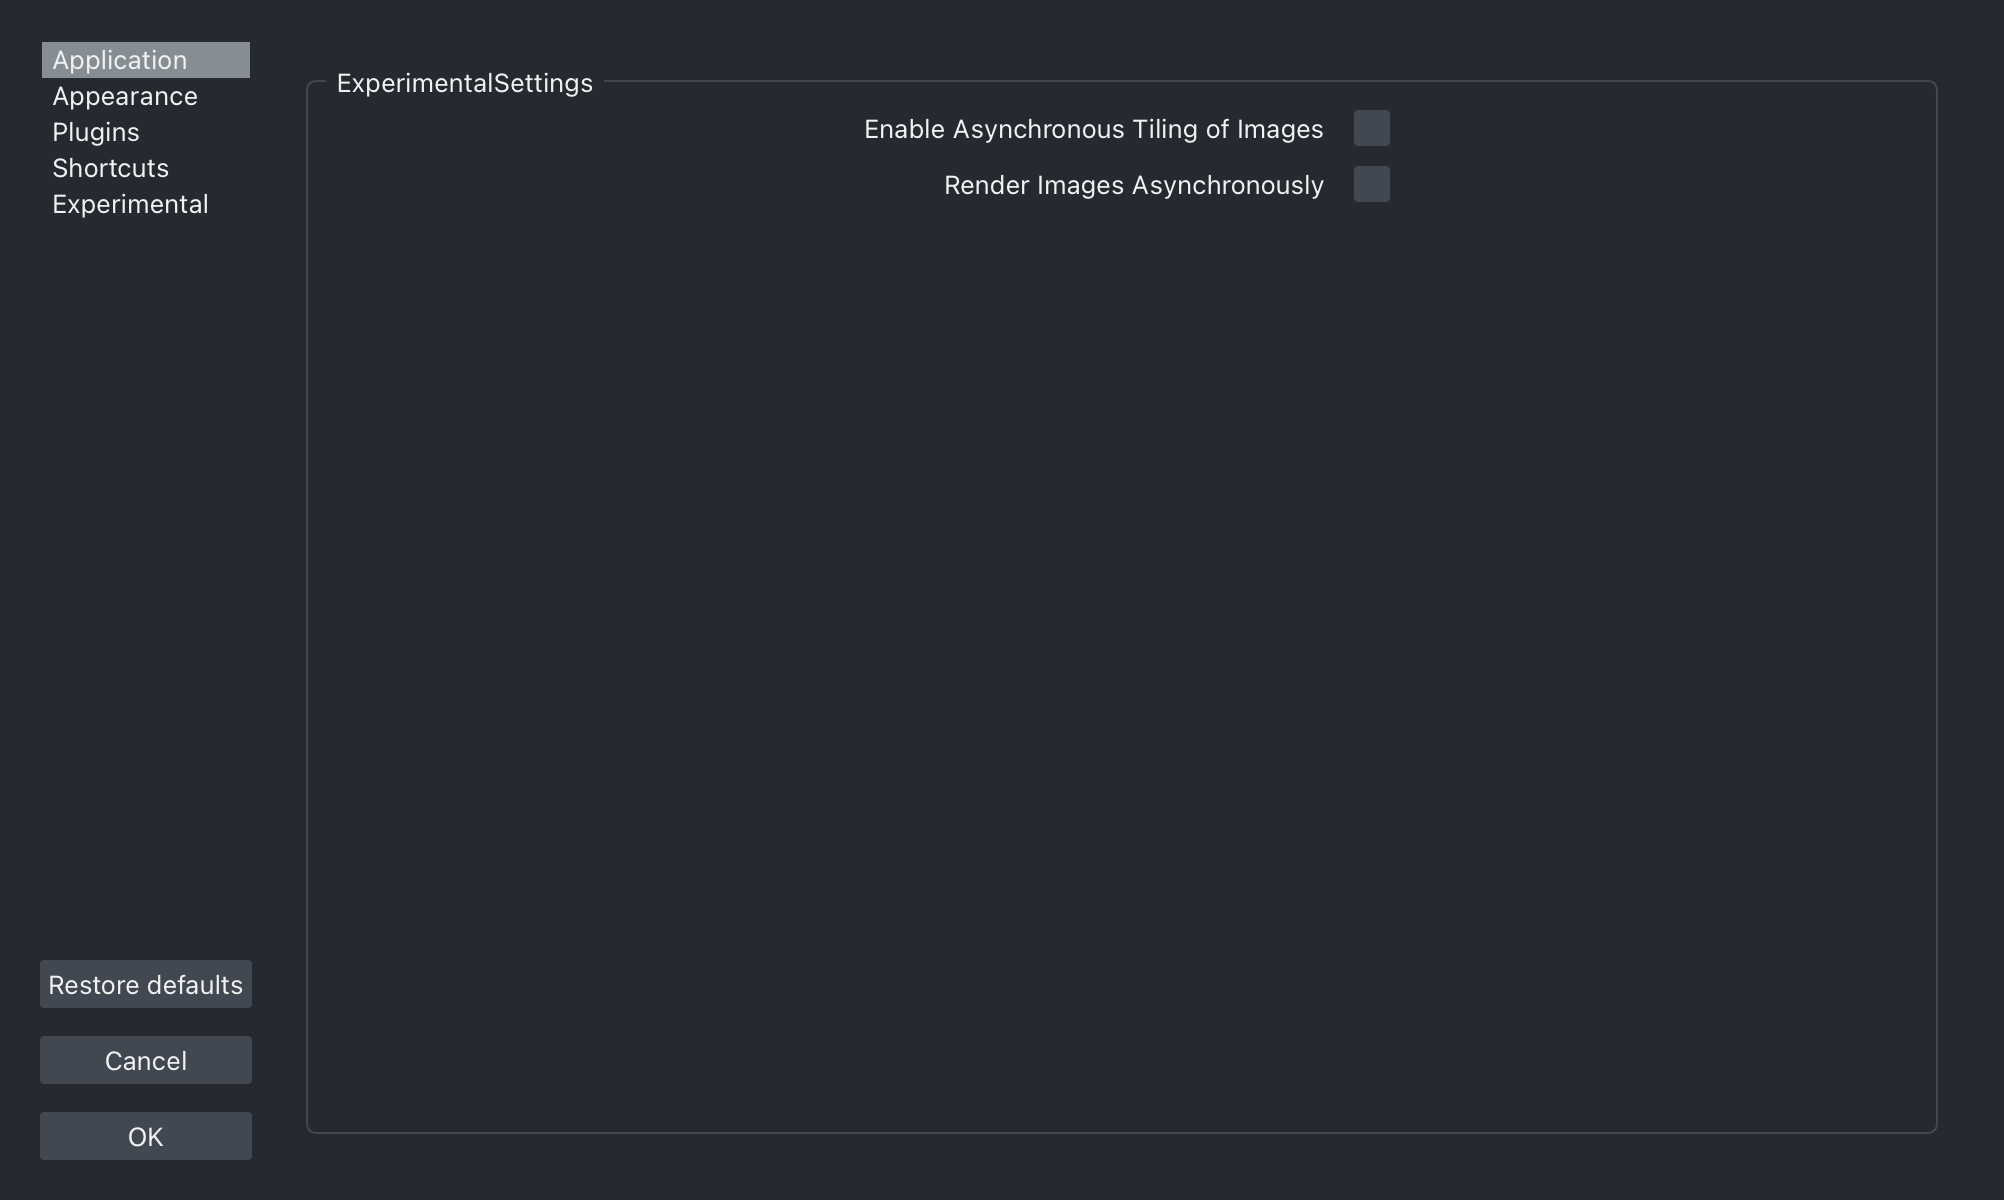 Application
Appearance
Plugins
Shortcuts
Experimental
ExperimentalSettings
Enable Asynchronous Tiling of Images
Render Images Asynchronously
Restore defaults
Cancel
OK